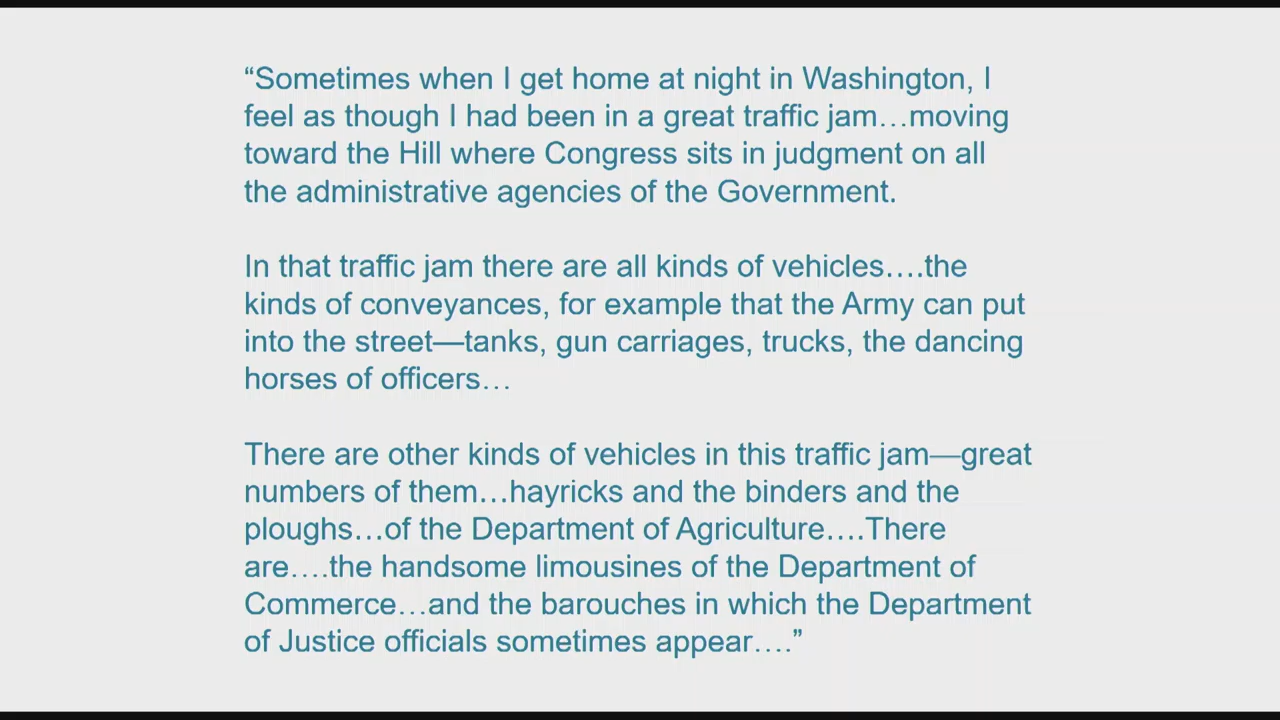 “Sometimes when I get home at night in Washington, I
feel as though I had been in a great traffic jam…moving
toward the Hill where Congress sits in judgment on all
the administrative agencies of the Government.
In that traffic jam there are all kinds of vehicles….the
kinds of conveyances, for example that the Army can put
into the street—tanks, gun carriages, trucks, the dancing
horses of officers…
There are other kinds of vehicles in this traffic jam—great
numbers of them…hayricks and the binders and the
ploughs…of the Department of Agriculture….There
are….the handsome limousines of the Department of
Commerce…and the barouches in which the Department
of Justice officials sometimes appear….”